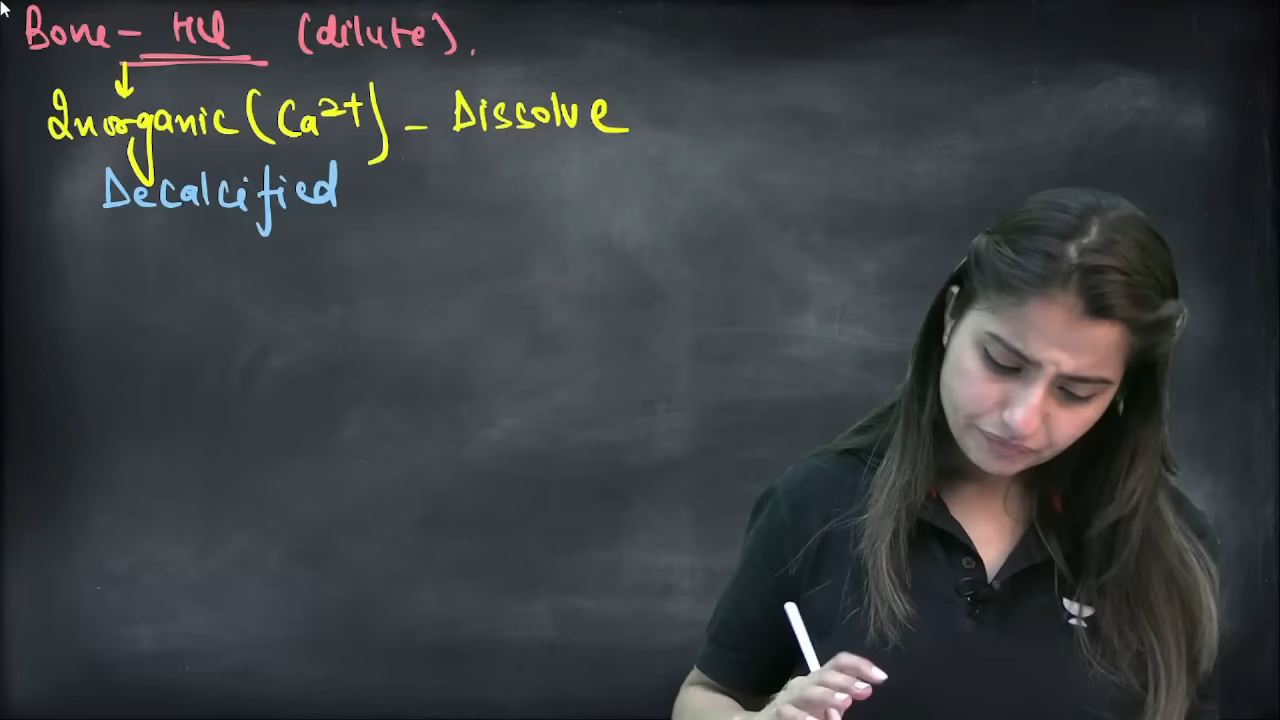 Bone - HCl (dilute).
Inorganic (Ca2+) - Dissolve
Decalcified